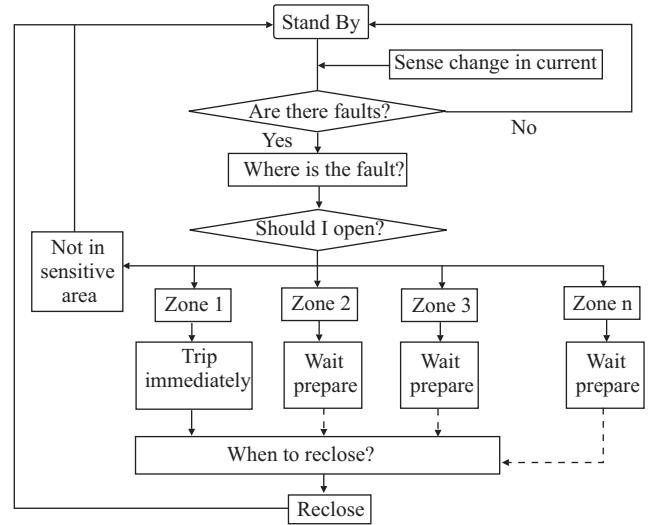 Stand By
Sense change in current
Are there faults?
No
Yes
Where is the fault?
Should I open?
Not in
sensitive
area
Zone 1
Zone 2
Zone 3
Zone n
Trip
immediately
Wait
prepare
Wait
prepare
Wait
prepare
When to reclose?
Reclose